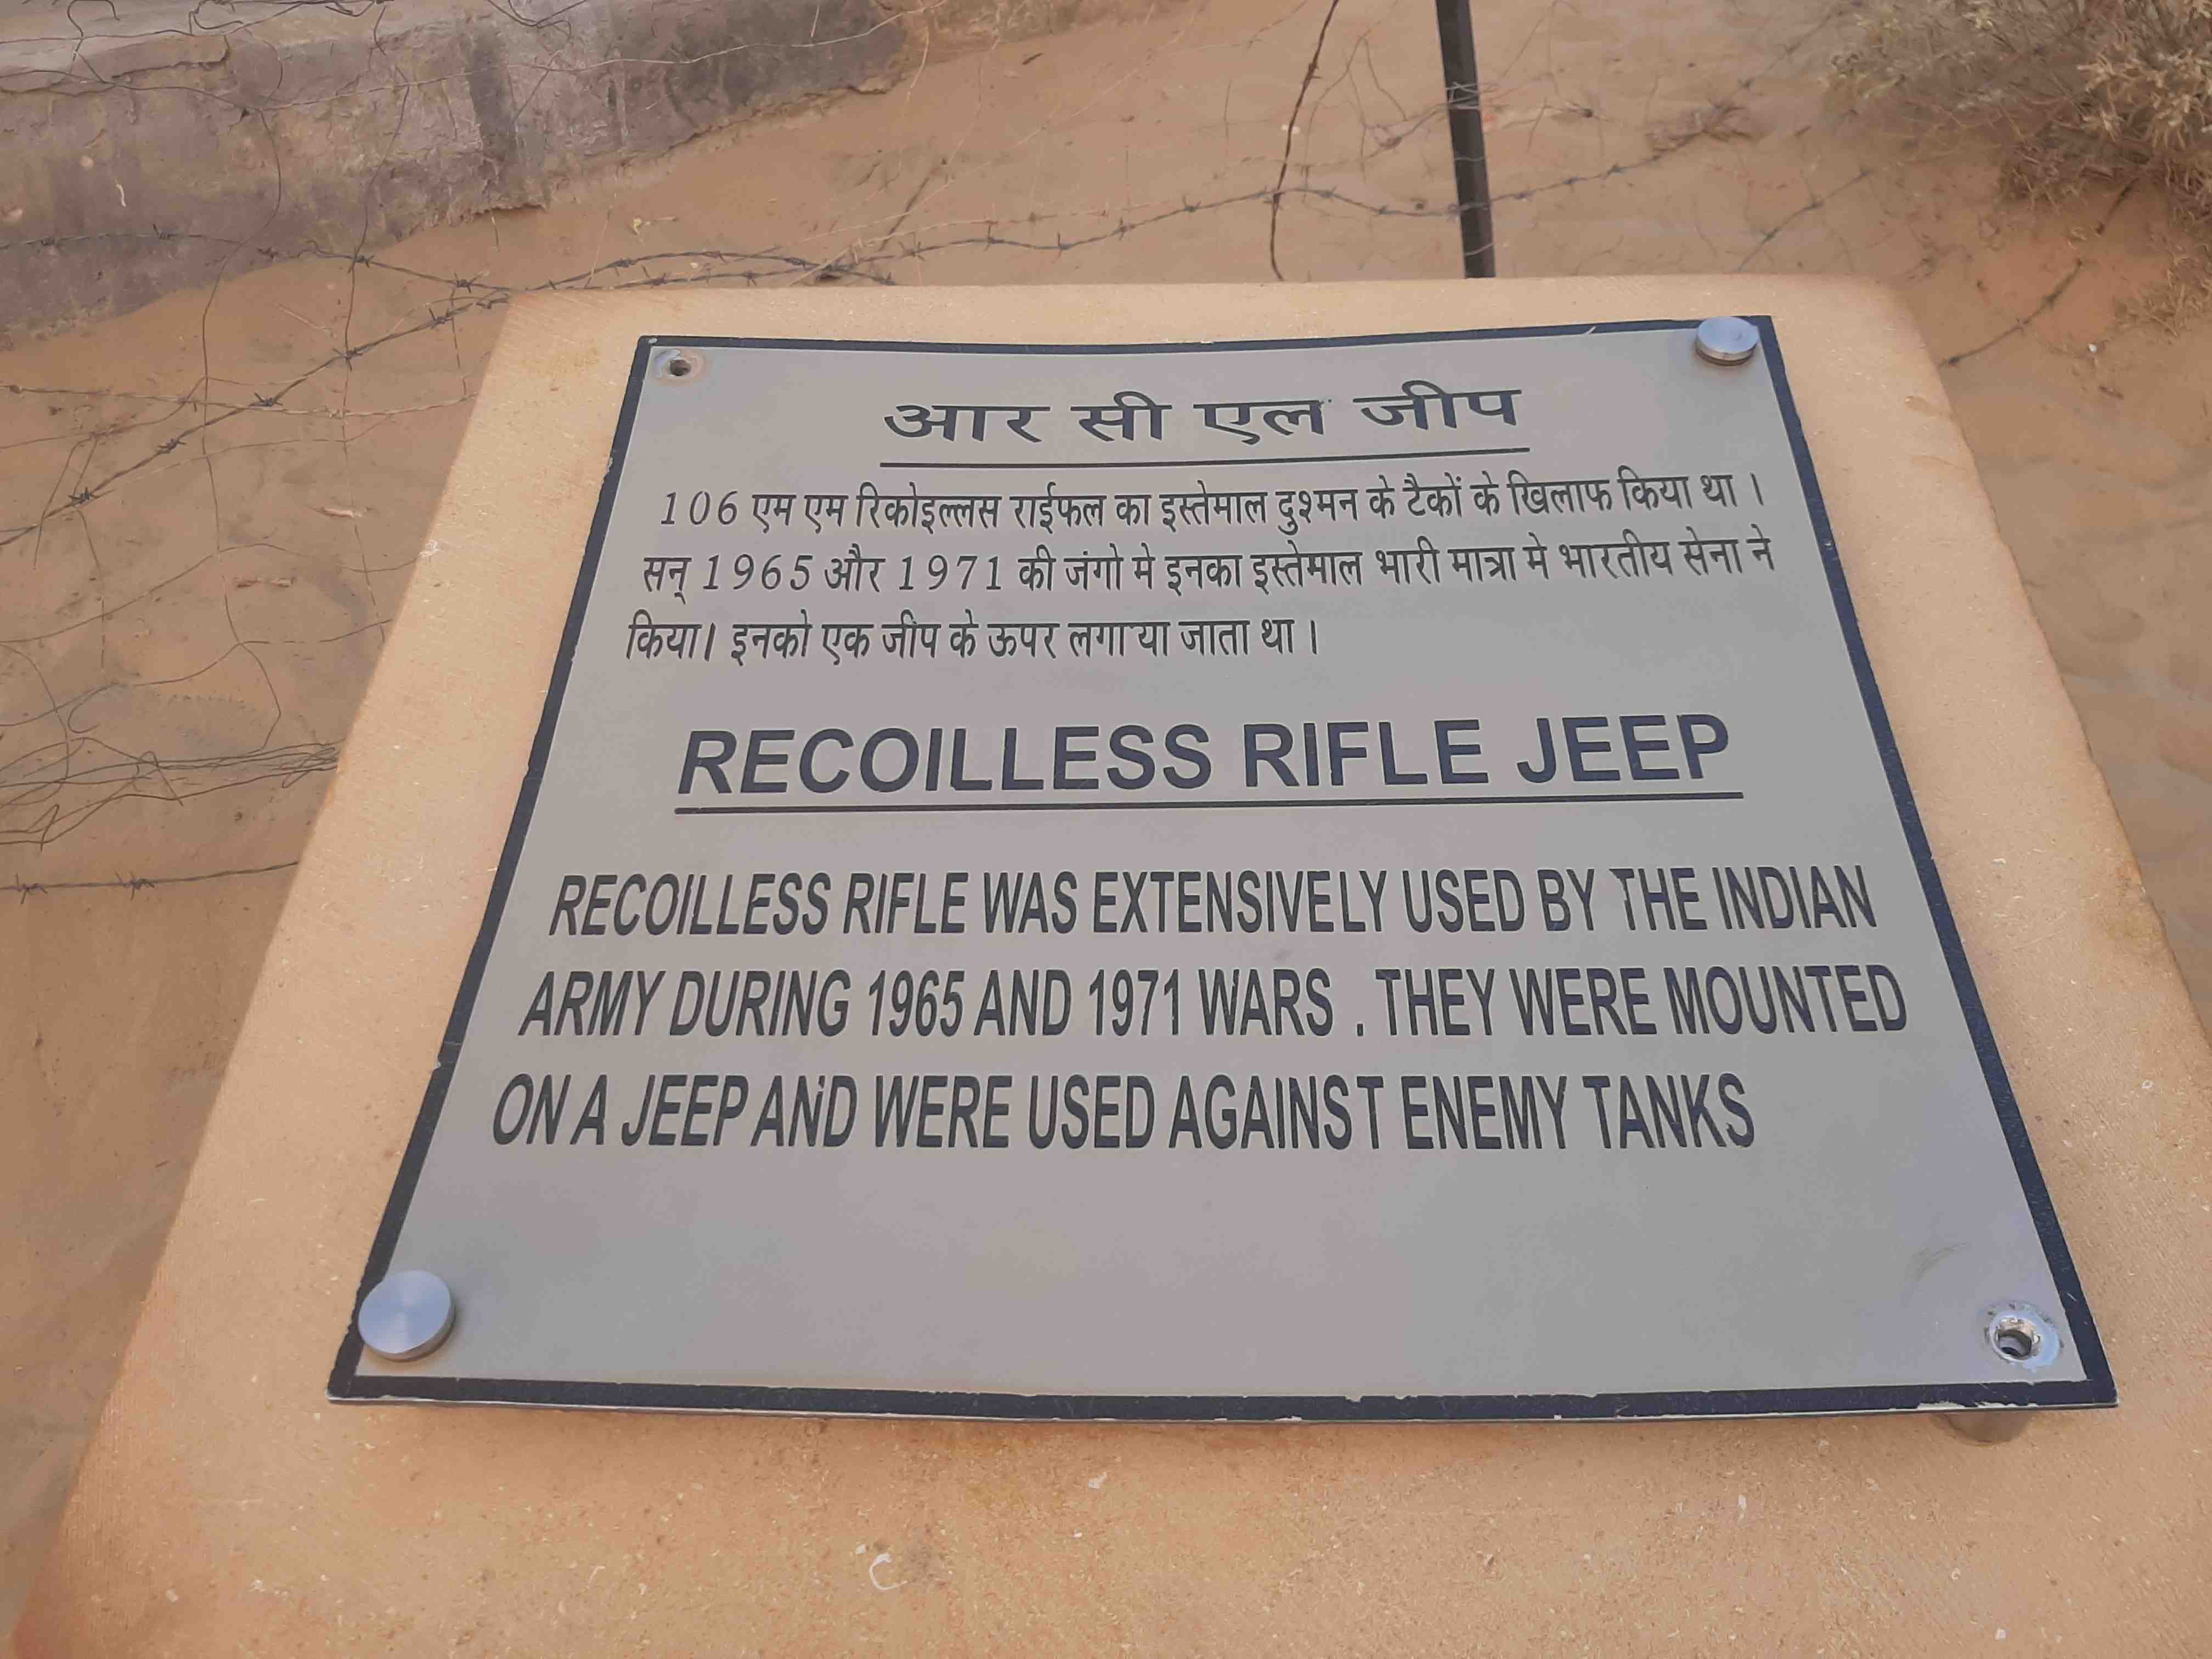 आर सी एल जीप
106 एम एम रिकोइल्लस राईफल का इस्तेमाल दुश्मन के टैकों के खिलाफ किया था ।
सन् 1965 और 1971 की जंगो मे इनका इस्तेमाल भारी मात्रा मे भारतीय सेना ने
किया। इनको एक जीप के ऊपर लगाया जाता था ।
RECOILLESS RIFLE JEEP
RECOILLESS RIFLE WAS EXTENSIVELY USED BY THE INDIAN
ARMY DURING 1965 AND 1971 WARS . THEY WERE MOUNTED
ON A JEEP AND WERE USED AGAINST ENEMY TANKS